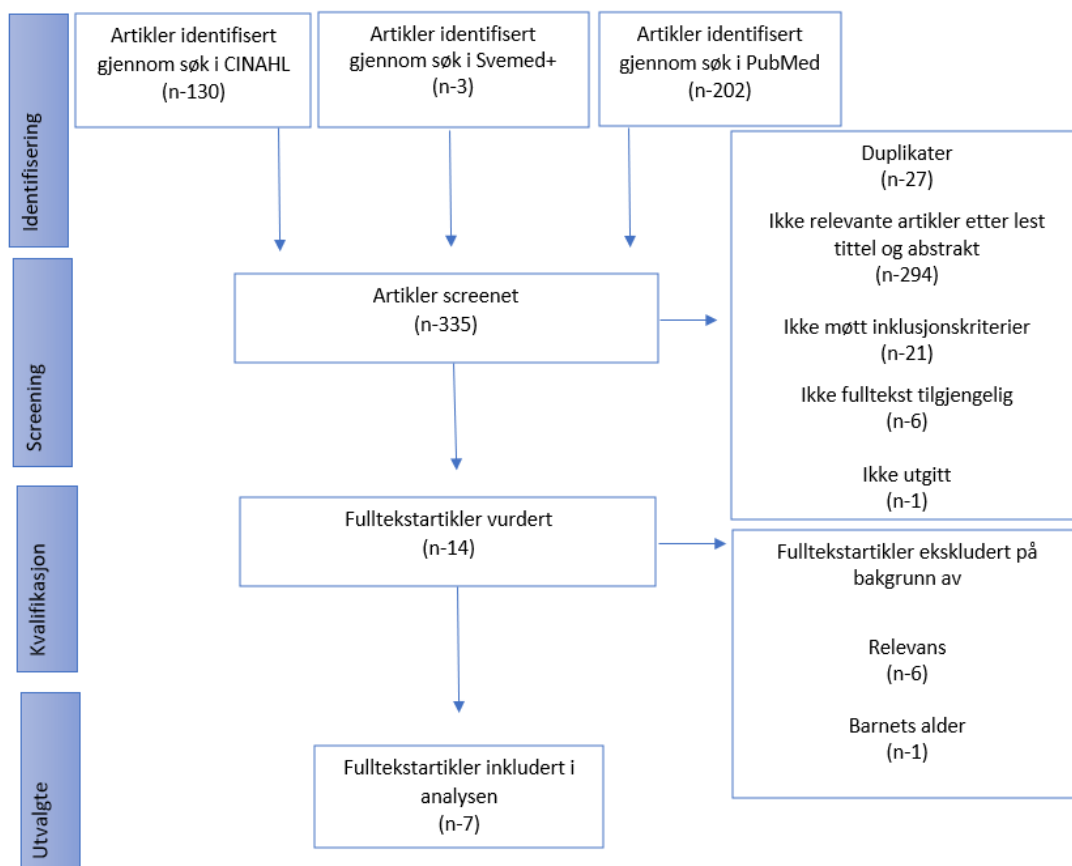 Identifisering
Artikler identifisert
gjennom søk i CINAHL
(n-130)
Artikler identifisert
gjennom søk i Svemed+
(n-3)
Artikler identifisert
gjennom søk i PubMed
(n-202)
Duplikater
(n-27)
Ikke relevante artikler etter lest
tittel og abstrakt
(n-294)
Ikke møtt inklusjonskriterier
(n-21)
Ikke fulltekst tilgjengelig
(n-6)
Ikke utgitt
(n-1)
Screening
Artikler screenet
(n-335)
Kvalifikasjon
Fulltekstartikler vurdert
(n-14)
Fulltekstartikler ekskludert på
bakgrunn av
Relevans
(n-6)
Barnets alder
(n-1)
Utvalgte
Fulltekstartikler inkludert i
analysen
(n-7)